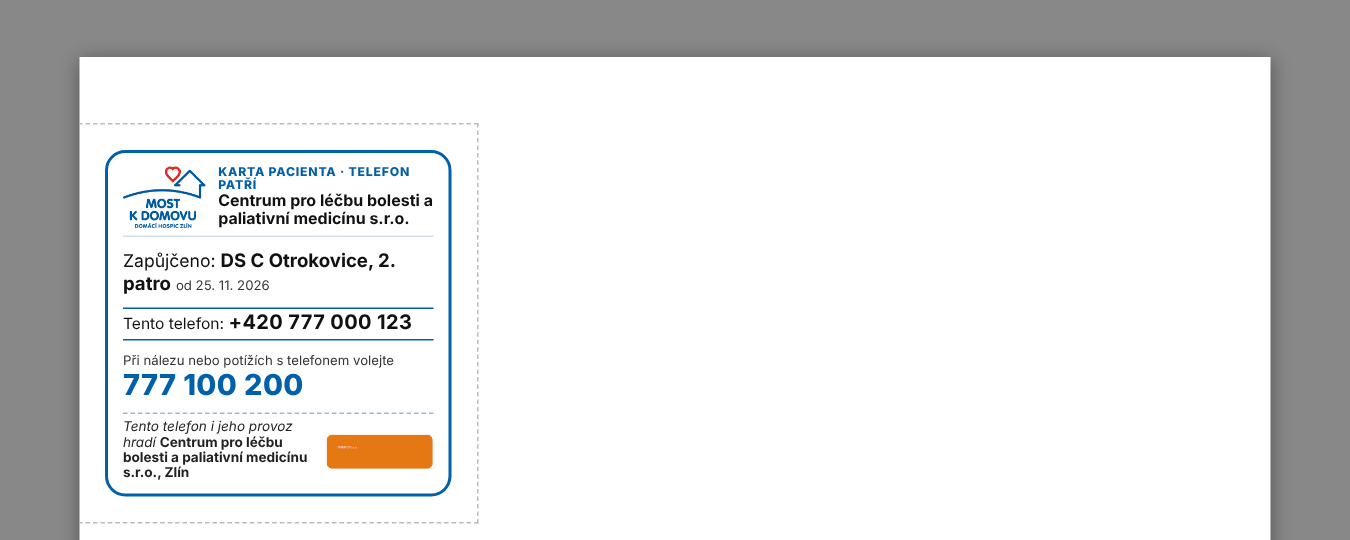 KARTA PACIENTA · TELEFON
PATŘÍ
Centrum pro léčbu bolesti a
paliativní medicínu s.r.o.
MOST
K DOMOVU
DOMÁCÍ HOSPIC ZLÍN
Zapůjčeno: DS C Otrokovice, 2.
patro od 25. 11. 2026
Tento telefon: +420 777 000 123
Při nálezu nebo potížích s telefonem volejte
777 100 200
Tento telefon i jeho provoz
hradí Centrum pro léčbu
bolesti a paliativní medicínu
s.r.o., Zlín